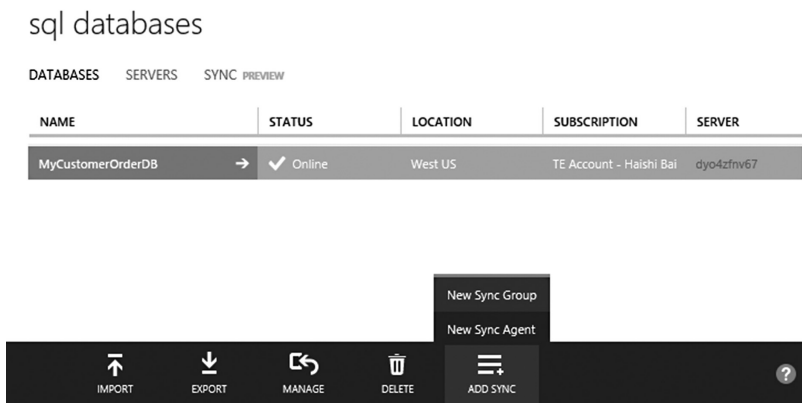 sql databases
DATABASES SERVERS SYNC PREVIEW
NAME STATUS LOCATION SUBSCRIPTION SERVER
MyCustomerOrderDB Online West US TE Account - Haishi Bai dyo4zfnv67
New Sync Group
New Sync Agent
IMPORT EXPORT MANAGE DELETE ADD SYNC ?